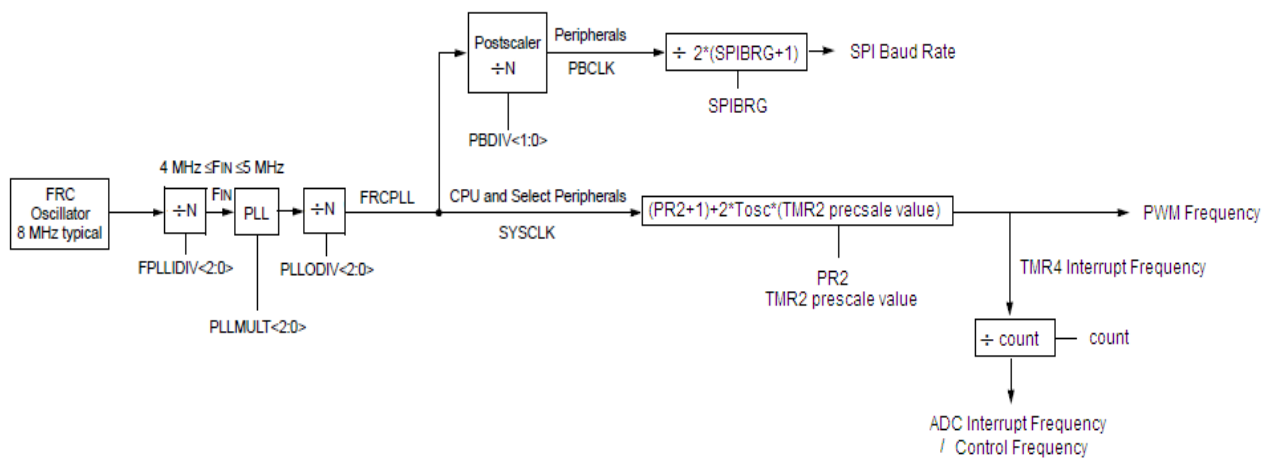 Postscaler
÷N
Peripherals
PBCLK
÷ 2*(SPIBRG+1)
SPI Baud Rate
SPIBRG
PBDIV<1:0>
4 MHz ≤FIN ≤5 MHz
FRC
Oscillator
8 MHz typical
÷N
FIN
PLL
÷N
FRCPLL
CPU and Select Peripherals
SYSCLK
(PR2+1)+2*Tosc*(TMR2 precsale value)
PWM Frequency
FPLLIDIV<2:0>
PLLODIV<2:0>
PLLMULT<2:0>
PR2
TMR2 prescale value
TMR4 Interrupt Frequency
÷ count
count
ADC Interrupt Frequency
/ Control Frequency